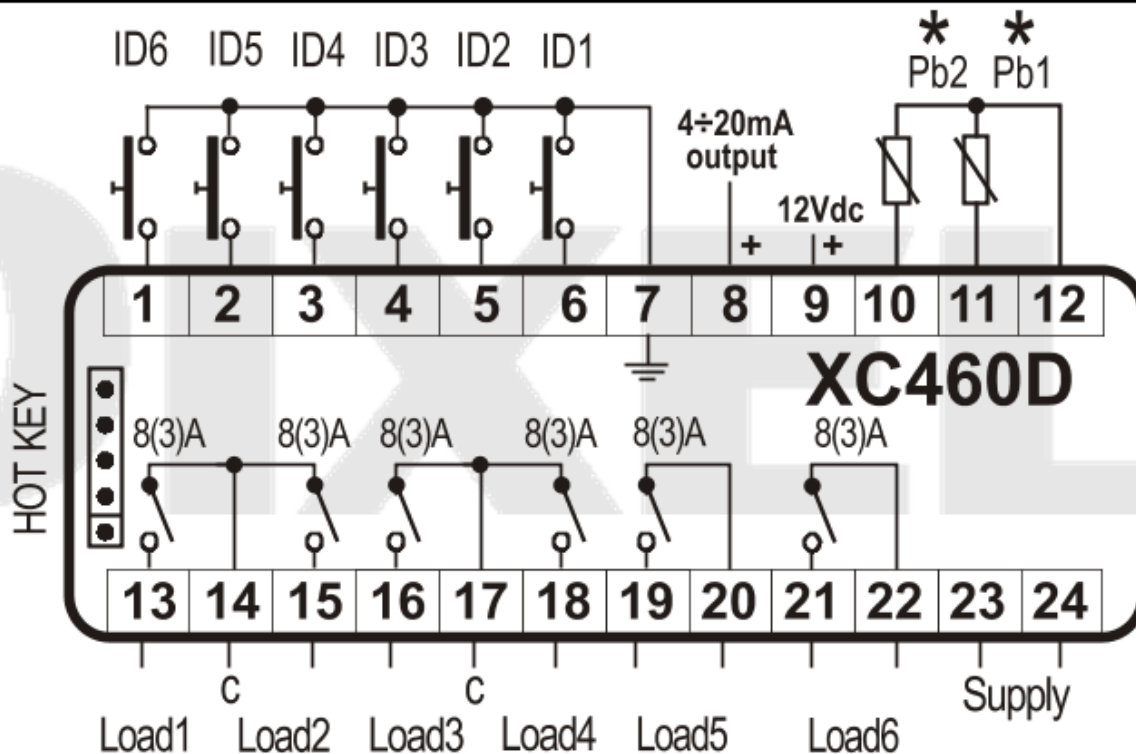 ID6 ID5 ID4 ID3 ID2 ID1
* *
Pb2 Pb1
4÷20mA
output
12Vdc
+ +
1 2 3 4 5 6 7 8 9 10 11 12
XC460D
HOT KEY
8(3)A 8(3)A 8(3)A 8(3)A 8(3)A 8(3)A
13 14 15 16 17 18 19 20 21 22 23 24
C C Supply
Load1 Load2 Load3 Load4 Load5 Load6
DIXEL